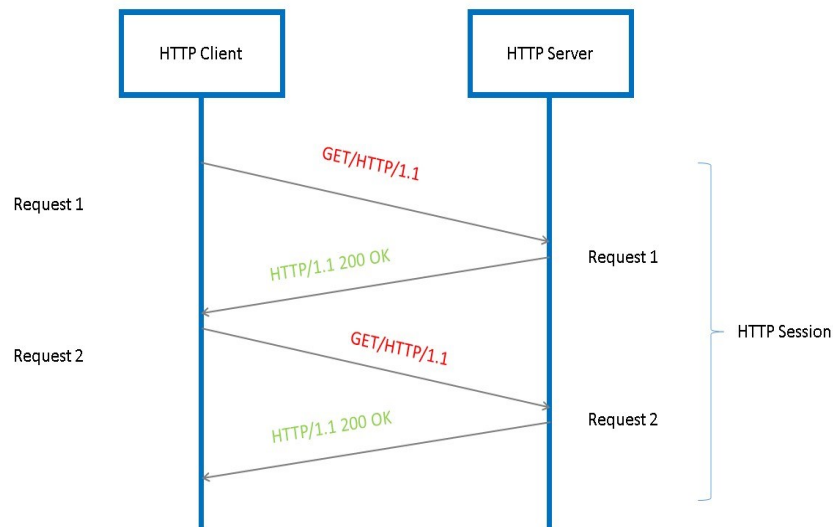 HTTP Client
HTTP Server
GET/HTTP/1.1
Request 1
HTTP/1.1 200 OK
Request 1
HTTP Session
GET/HTTP/1.1
Request 2
HTTP/1.1 200 OK
Request 2